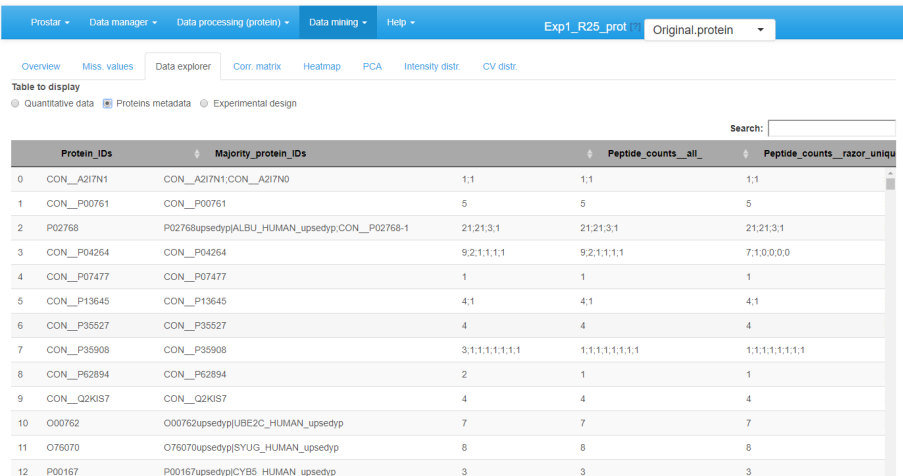 Prostar Data manager Data processing (protein) Data mining Help Exp1_R25_prot [?] Original.protein
Overview Miss. values Data explorer Corr. matrix Heatmap PCA Intensity distr. CV distr.
Table to display
Quantitative data Proteins metadata Experimental design
Search:
Protein_IDs Majority_protein_IDs Peptide_counts__all_ Peptide_counts__razor_uniqu
0 CON__A2I7N1 CON__A2I7N1;CON__A2I7N0 1;1 1;1 1;1
1 CON__P00761 CON__P00761 5 5 5
2 P02768 P02768upsedyp|ALBU_HUMAN_upsedyp;CON__P02768-1 21;21;3;1 21;21;3;1 21;21;3;1
3 CON__P04264 CON__P04264 9;2;1;1;1;1 9;2;1;1;1;1 7;1;0;0;0;0
4 CON__P07477 CON__P07477 1 1 1
5 CON__P13645 CON__P13645 4;1 4;1 4;1
6 CON__P35527 CON__P35527 4 4 4
7 CON__P35908 CON__P35908 3;1;1;1;1;1;1;1 1;1;1;1;1;1;1;1 1;1;1;1;1;1;1;1
8 CON__P62894 CON__P62894 2 1 1
9 CON__Q2KIS7 CON__Q2KIS7 4 4 4
10 O00762 O00762upsedyp|UBE2C_HUMAN_upsedyp 7 7 7
11 O76070 O76070upsedyp|SYUG_HUMAN_upsedyp 8 8 8
12 P00167 P00167upsedyp|CYB5_HUMAN_upsedyp 3 3 3